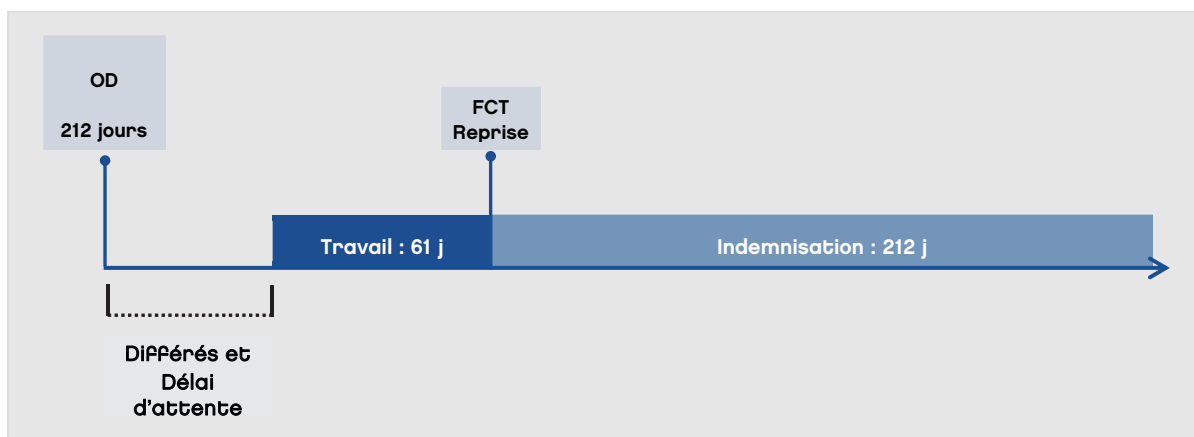 OD
212 jours
FCT
Reprise
Travail : 61 j
Indemnisation : 212 j
Différés et
Délai
d'attente